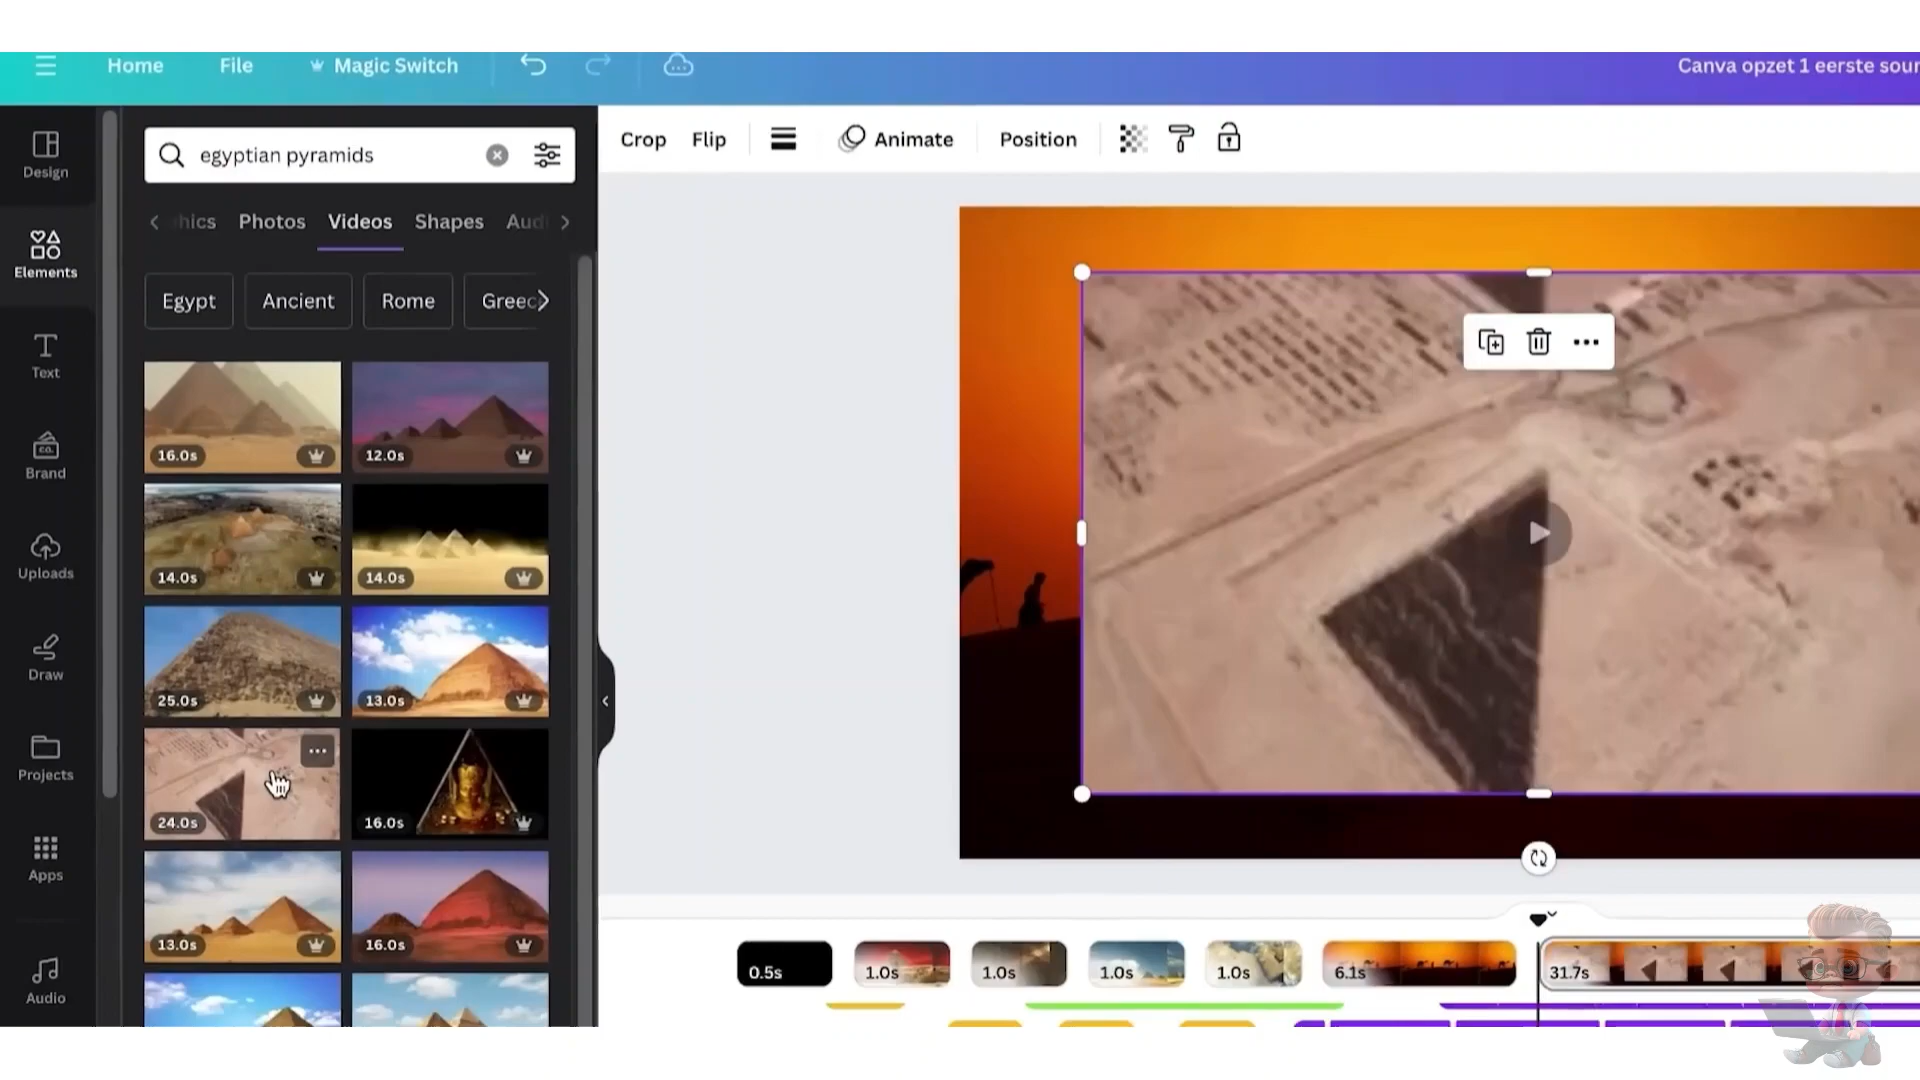 Home File Magic Switch
Canva opzet 1 eerste sour
Design
Elements
Text
Brand
CO.
Uploads
Draw
Projects
Apps
Audio
egyptian pyramids
hics Photos Videos Shapes Aud
Egypt Ancient Rome Greec
16.0s 12.0s
14.0s 14.0s
25.0s 13.0s
24.0s 16.0s
13.0s 16.0s
Crop Flip Animate Position
0.5s 1.0s 1.0s 1.0s 1.0s 6.1s 31.7s